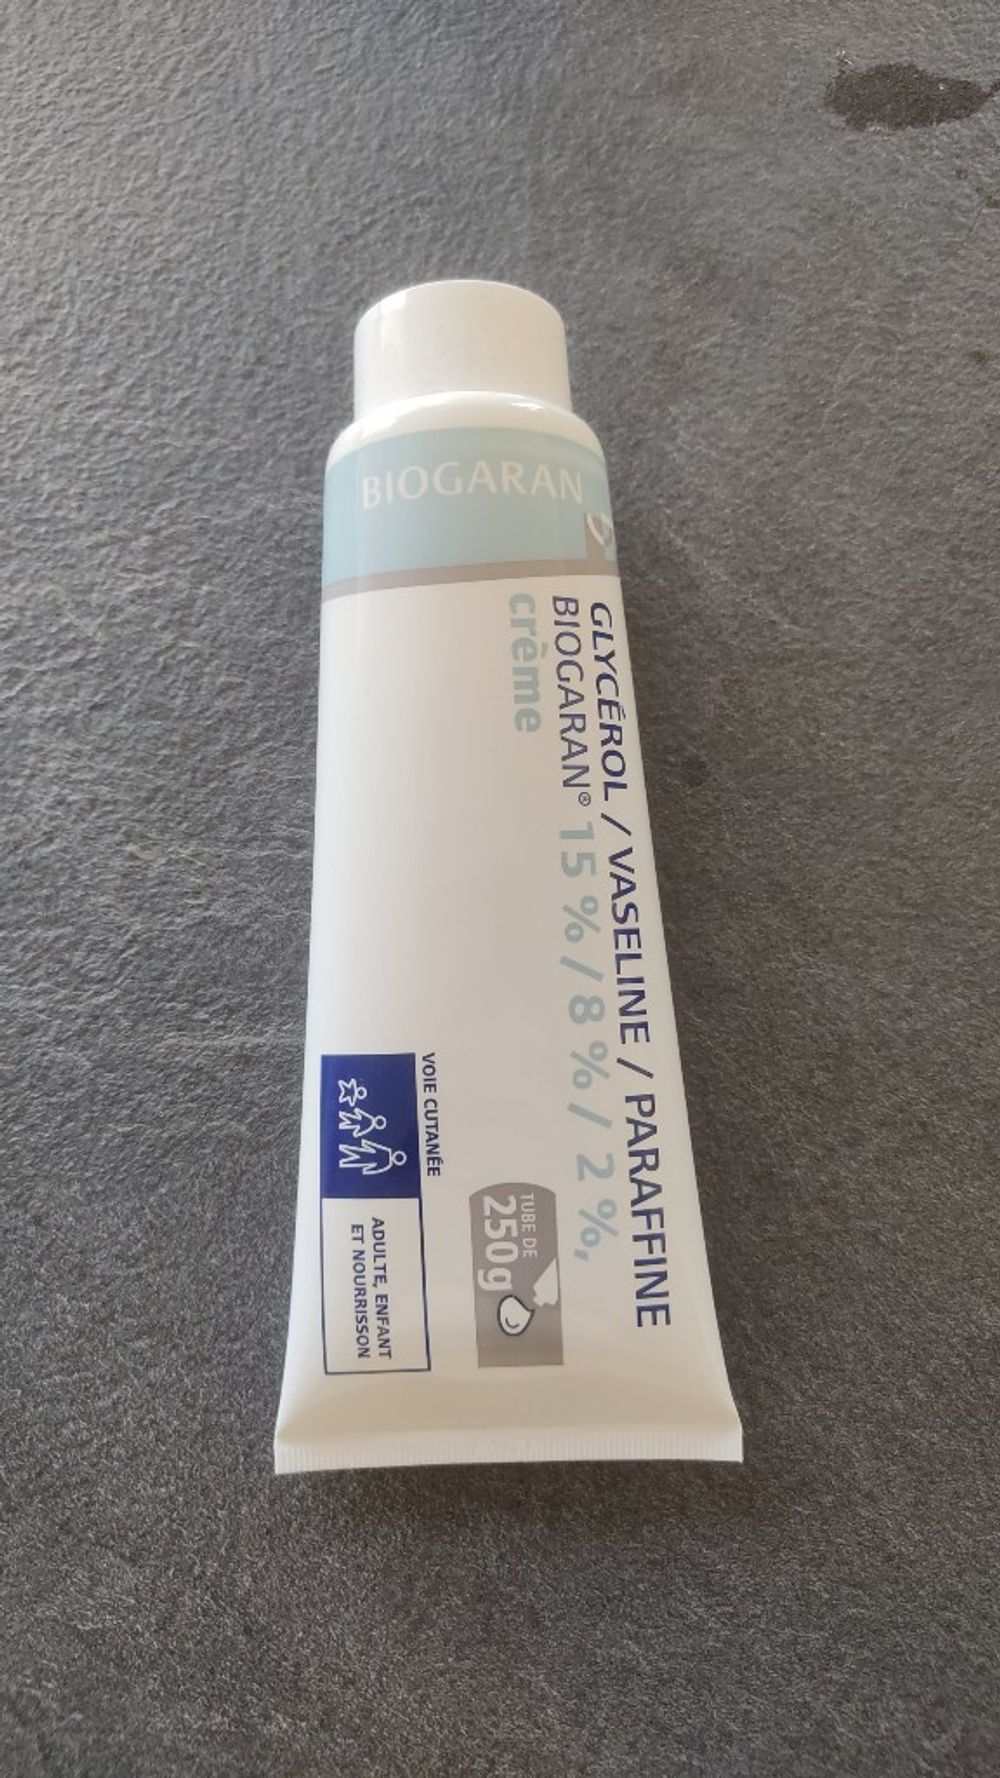 BIOGARAN
GLYCÉROL / VASELINE / PARAFFINE
BIOGARAN® 15 % / 8 % / 2 %,
crème
TUBE DE
250g
VOIE CUTANÉE
ADULTE, ENFANT
ET NOURRISSON